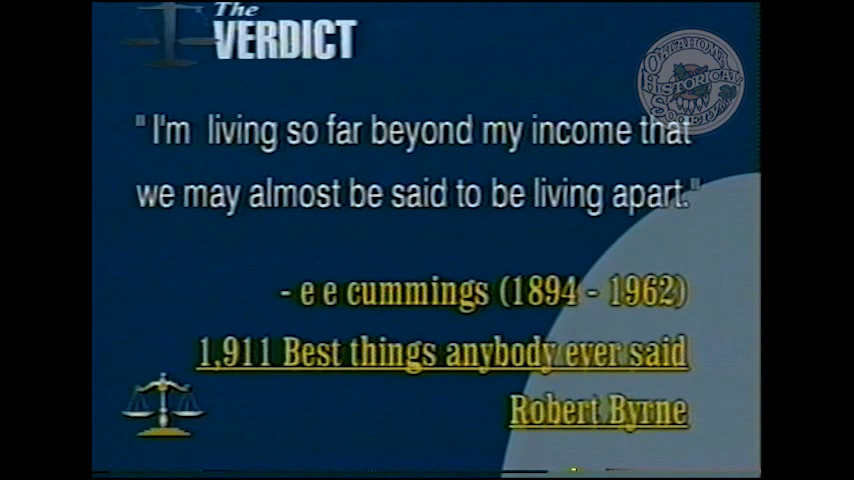 The
VERDICT
OKLAHOMA
HISTORICAL
SOCIETY
" I'm living so far beyond my income that
we may almost be said to be living apart."
- e e cummings (1894 - 1962)
1,911 Best things anybody ever said
Robert Byrne